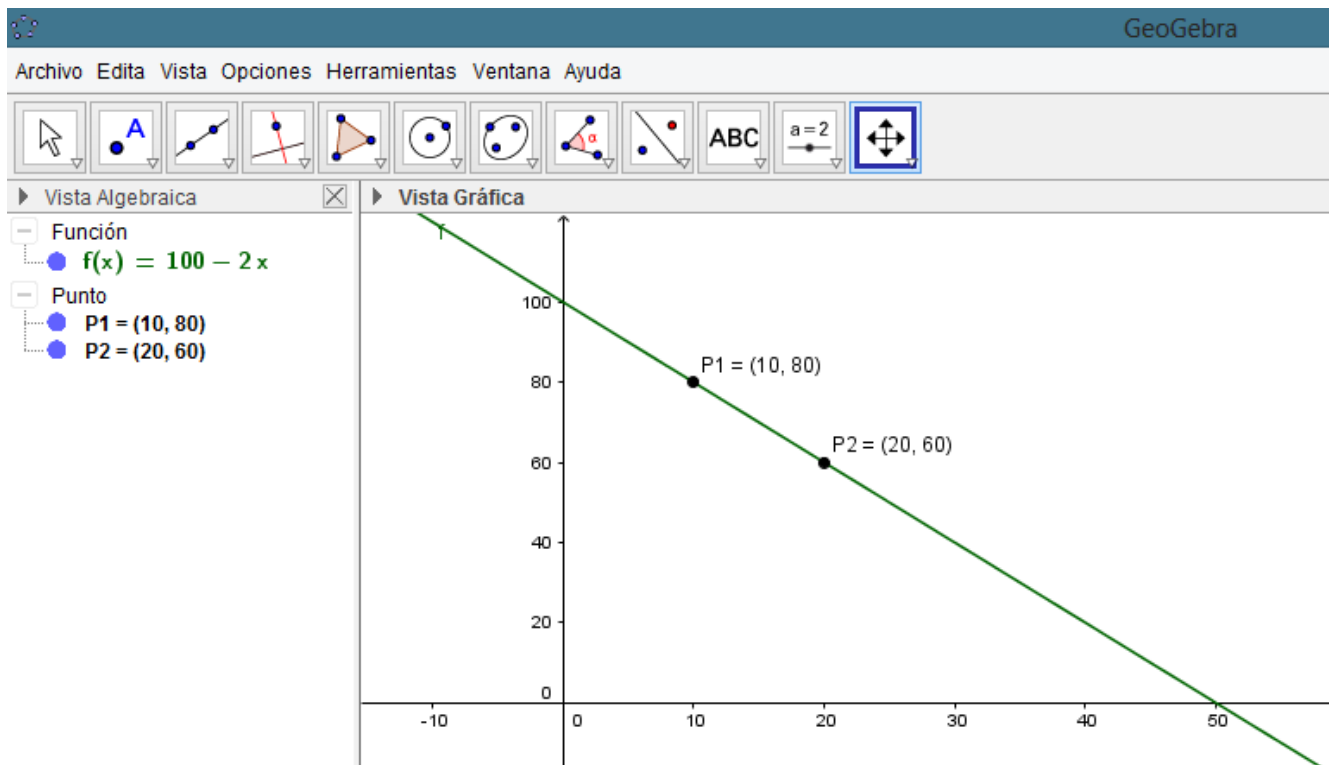 GeoGebra
Archivo Edita Vista Opciones Herramientas Ventana Ayuda
A
α
ABC
a = 2
Vista Algebraica
Vista Gráfica
Función
f(x) = 100 − 2 x
Punto
P1 = (10, 80)
P2 = (20, 60)
f
100
80
60
40
20
0
P1 = (10, 80)
P2 = (20, 60)
-10
0
10
20
30
40
50